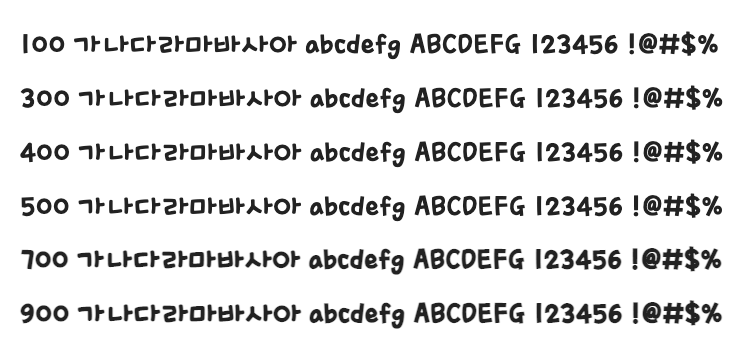 100 가나다라마바사아 abcdefg ABCDEFG 123456 !@#$%
300 가나다라마바사아 abcdefg ABCDEFG 123456 !@#$%
400 가나다라마바사아 abcdefg ABCDEFG 123456 !@#$%
500 가나다라마바사아 abcdefg ABCDEFG 123456 !@#$%
700 가나다라마바사아 abcdefg ABCDEFG 123456 !@#$%
900 가나다라마바사아 abcdefg ABCDEFG 123456 !@#$%